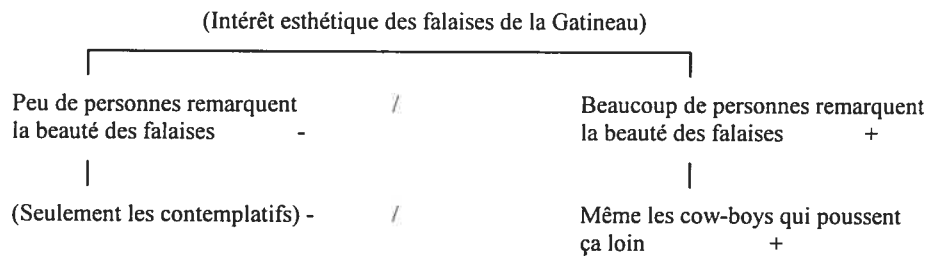 (Intérêt esthétique des falaises de la Gatineau)
Peu de personnes remarquent / Beaucoup de personnes remarquent
la beauté des falaises - la beauté des falaises +
(Seulement les contemplatifs) - / Même les cow-boys qui poussent
ça loin +